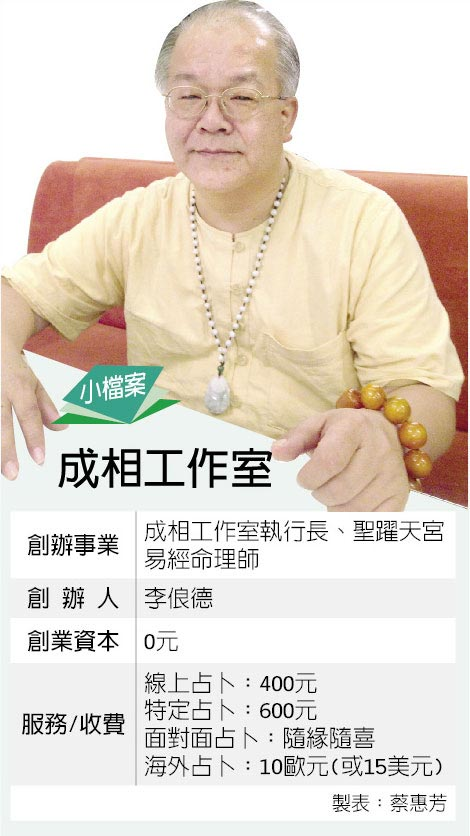 小檔案
成相工作室
創辦事業 成相工作室執行長、聖躍天宮
易經命理師
創辦人 李俍德
創業資本 0元
服務/收費 線上占卜：400元
特定占卜：600元
面對面占卜：隨緣隨喜
海外占卜：10歐元(或15美元)
製表：蔡惠芳